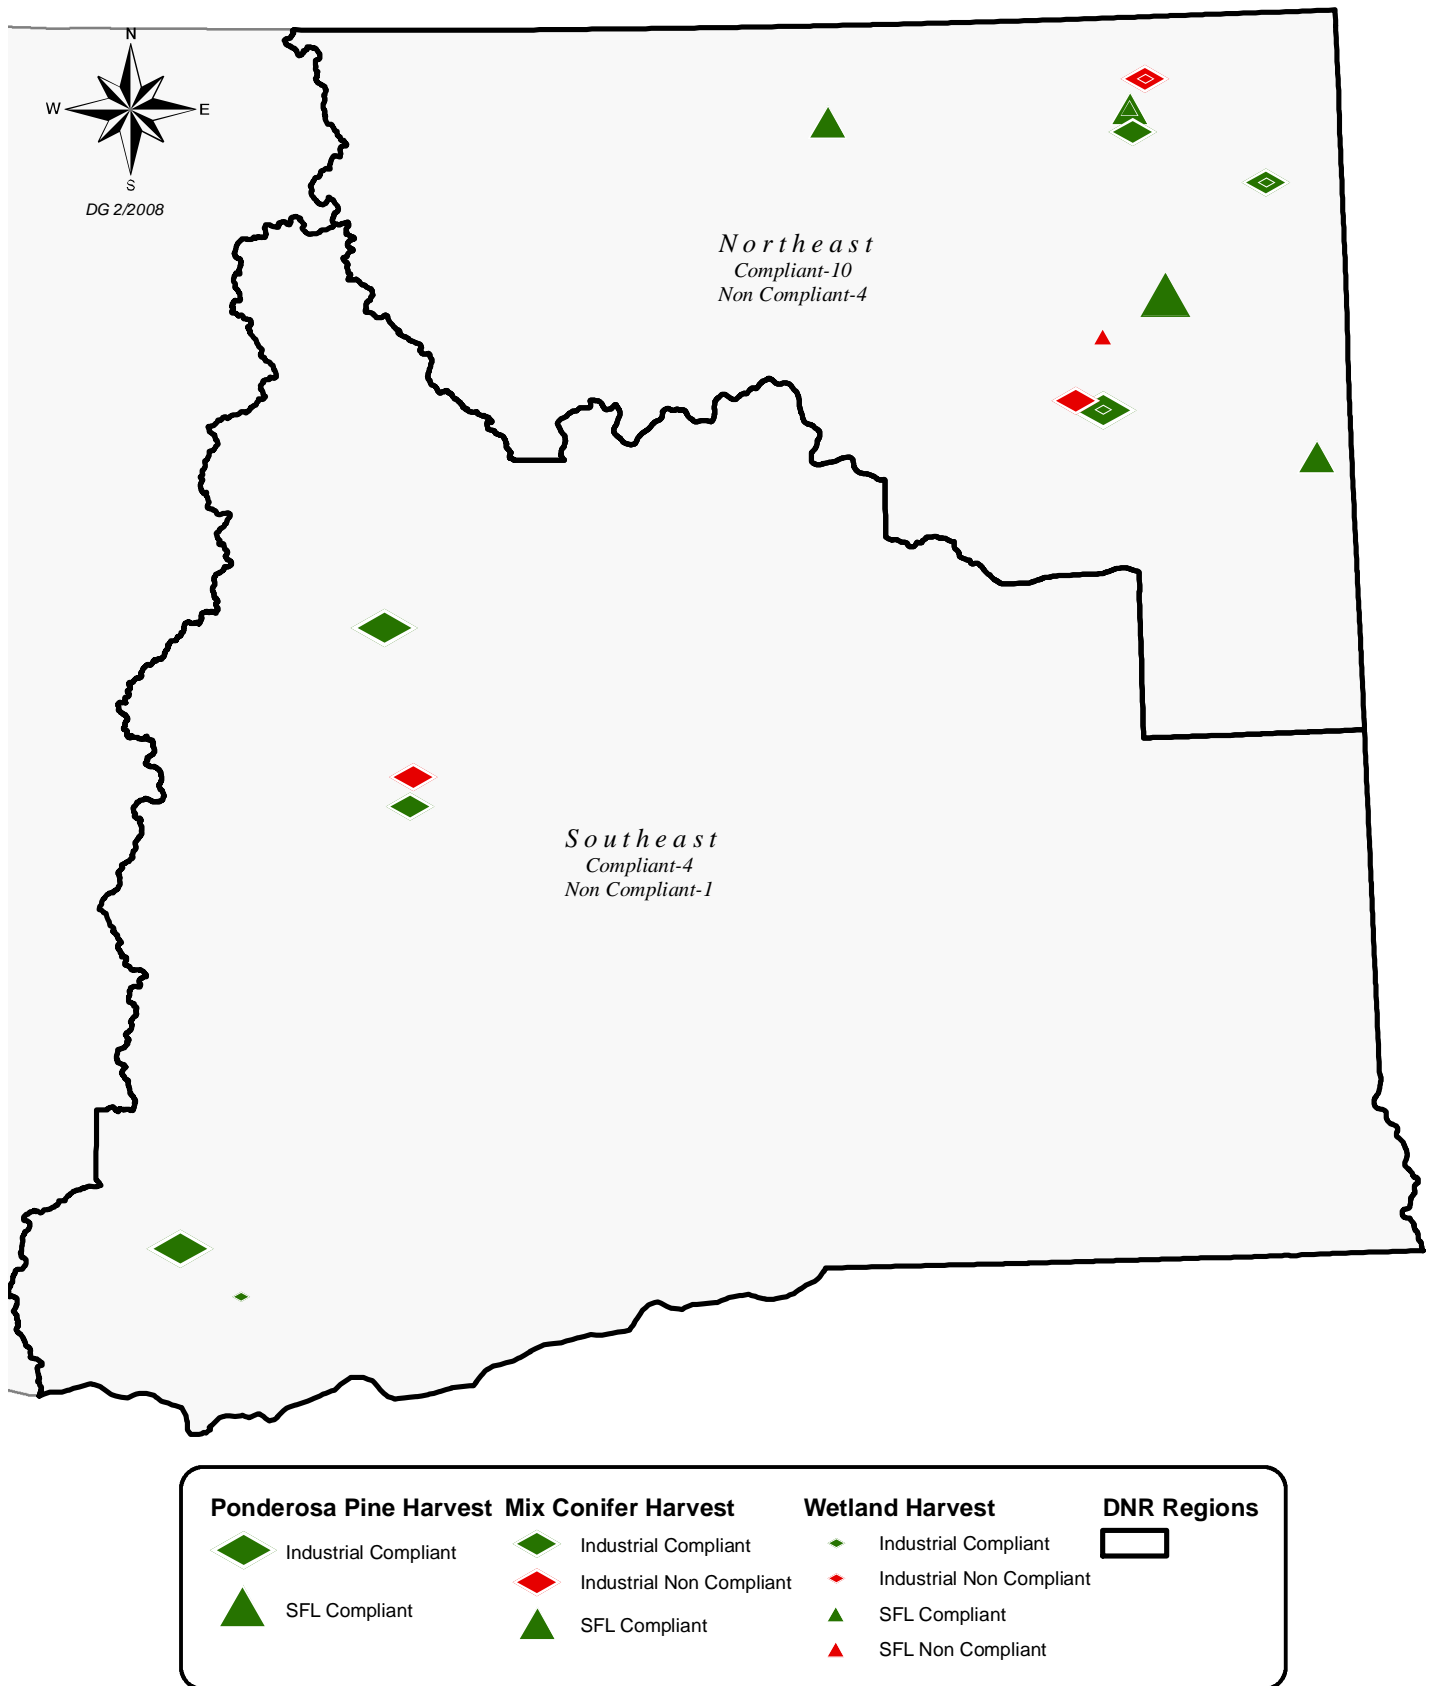 N
W E
S
DG 2/2008
Northeast
Compliant-10
Non Compliant-4
Southeast
Compliant-4
Non Compliant-1
Ponderosa Pine Harvest
Industrial Compliant
SFL Compliant
Mix Conifer Harvest
Industrial Compliant
Industrial Non Compliant
SFL Compliant
Wetland Harvest
Industrial Compliant
Industrial Non Compliant
SFL Compliant
SFL Non Compliant
DNR Regions